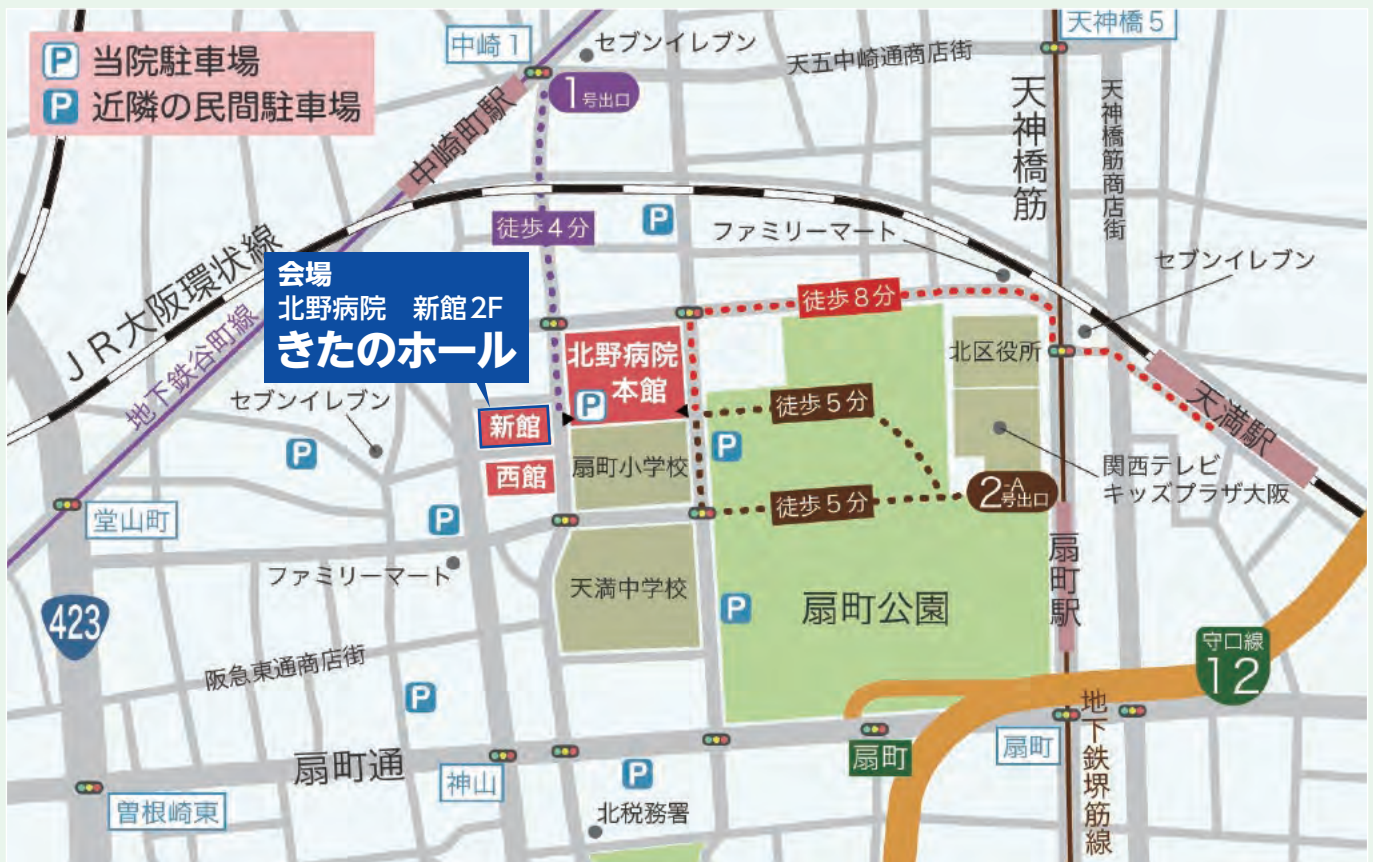 P 当院駐車場
P 近隣の民間駐車場
中崎1
セブンイレブン
天五中崎通商店街
天神橋5
1号出口
中崎町駅
天神橋筋
天神橋筋商店街
徒歩4分
P
ファミリーマート
セブンイレブン
JR大阪環状線
地下鉄谷町線
会場
北野病院 新館2F
きたのホール
徒歩8分
北野病院
本館
P
北区役所
天満駅
セブンイレブン
新館
西館
徒歩5分
P
P
扇町小学校
関西テレビ
キッズプラザ大阪
徒歩5分
2-A
号出口
堂山町
P
ファミリーマート
天満中学校
P
扇町公園
扇町駅
423
阪急東通商店街
P
守口線
12
扇町通
神山
扇町
扇町
地下鉄堺筋線
曽根崎東
P
北税務署